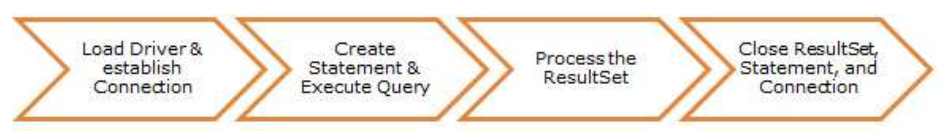 Load Driver &
establish
Connection
Create
Statement &
Execute Query
Process the
ResultSet
Close ResultSet,
Statement, and
Connection